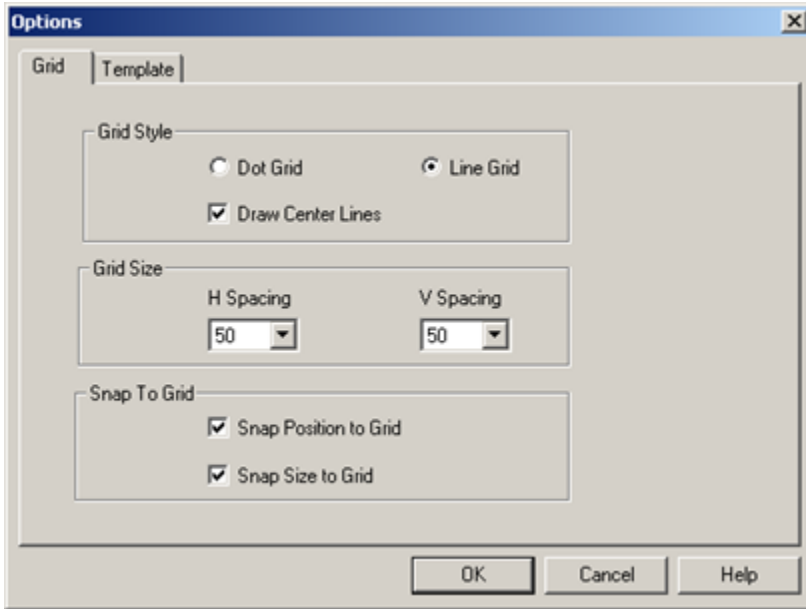 Options
Grid Template
Grid Style
Dot Grid Line Grid
Draw Center Lines
Grid Size
H Spacing V Spacing
50 50
Snap To Grid
Snap Position to Grid
Snap Size to Grid
OK Cancel Help